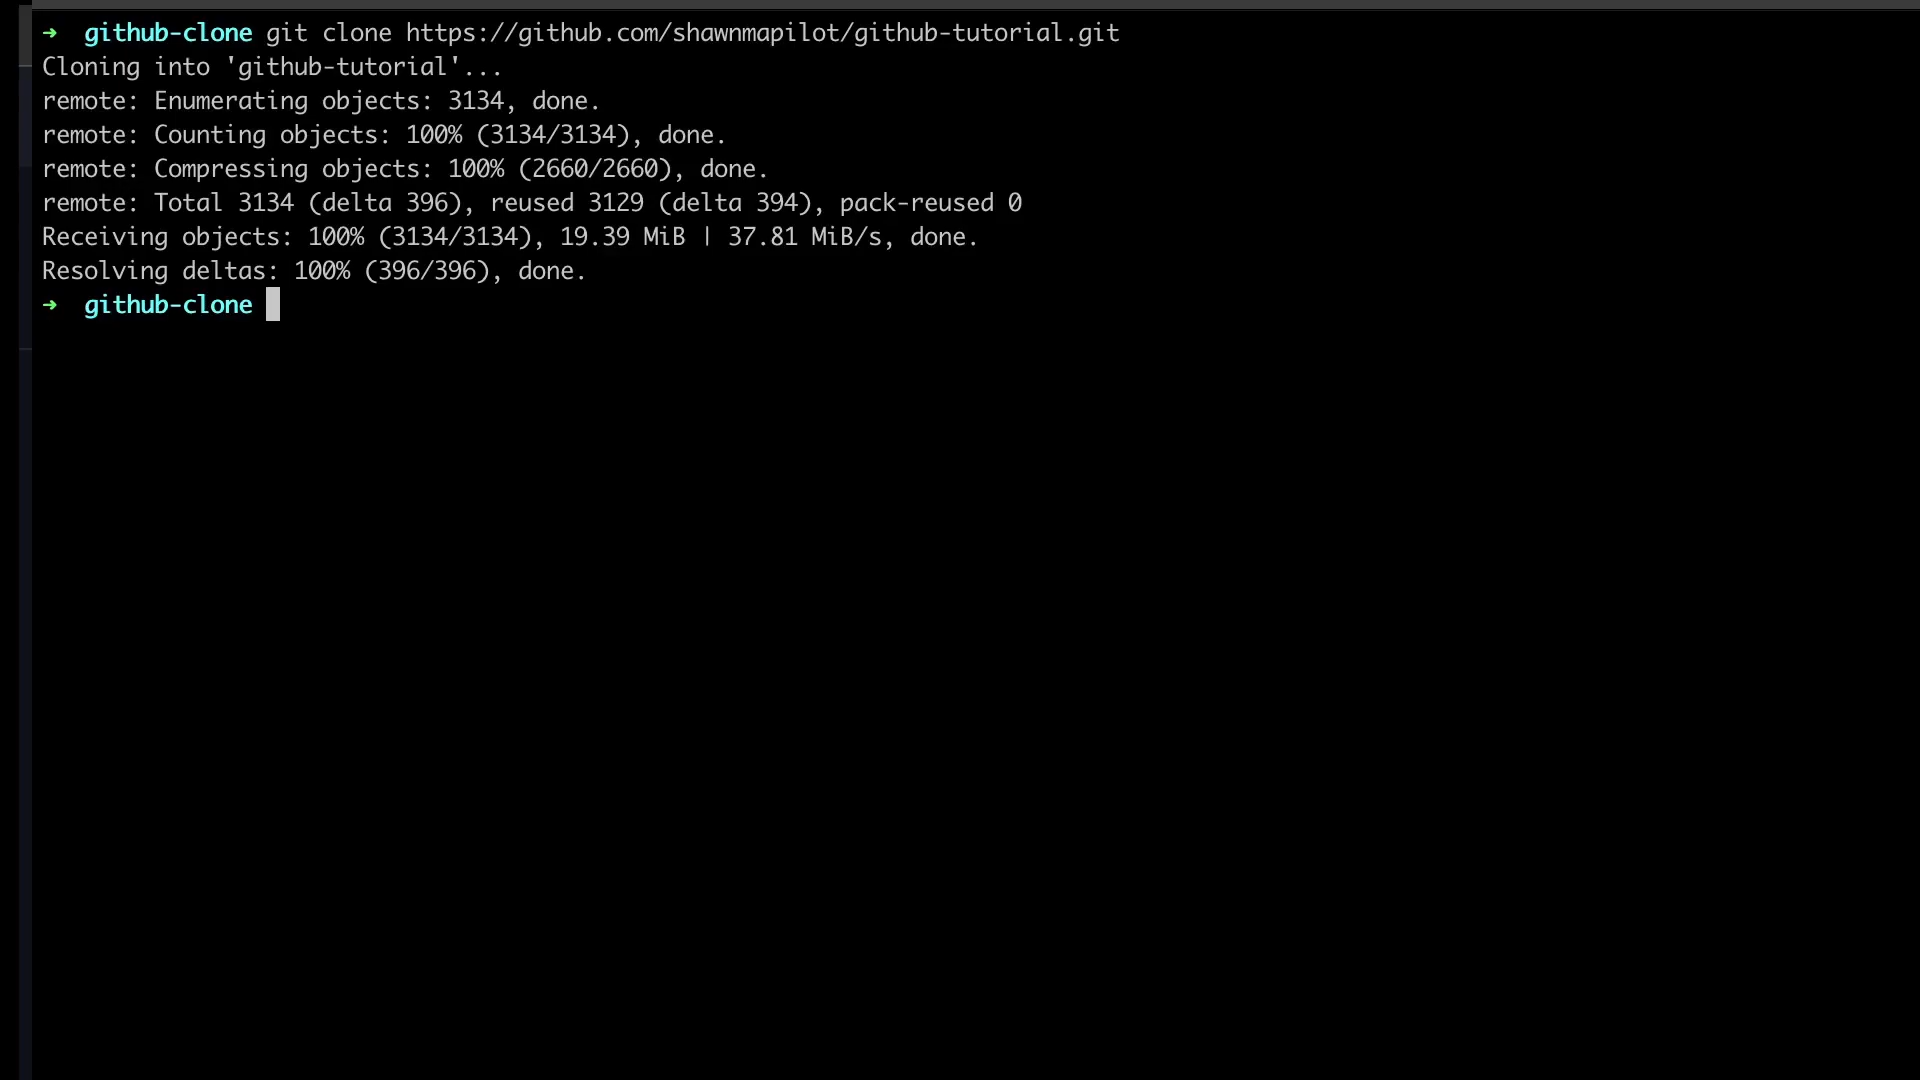 ➜  github-clone git clone https://github.com/shawnmapilot/github-tutorial.git
Cloning into 'github-tutorial'...
remote: Enumerating objects: 3134, done.
remote: Counting objects: 100% (3134/3134), done.
remote: Compressing objects: 100% (2660/2660), done.
remote: Total 3134 (delta 396), reused 3129 (delta 394), pack-reused 0
Receiving objects: 100% (3134/3134), 19.39 MiB | 37.81 MiB/s, done.
Resolving deltas: 100% (396/396), done.
➜  github-clone